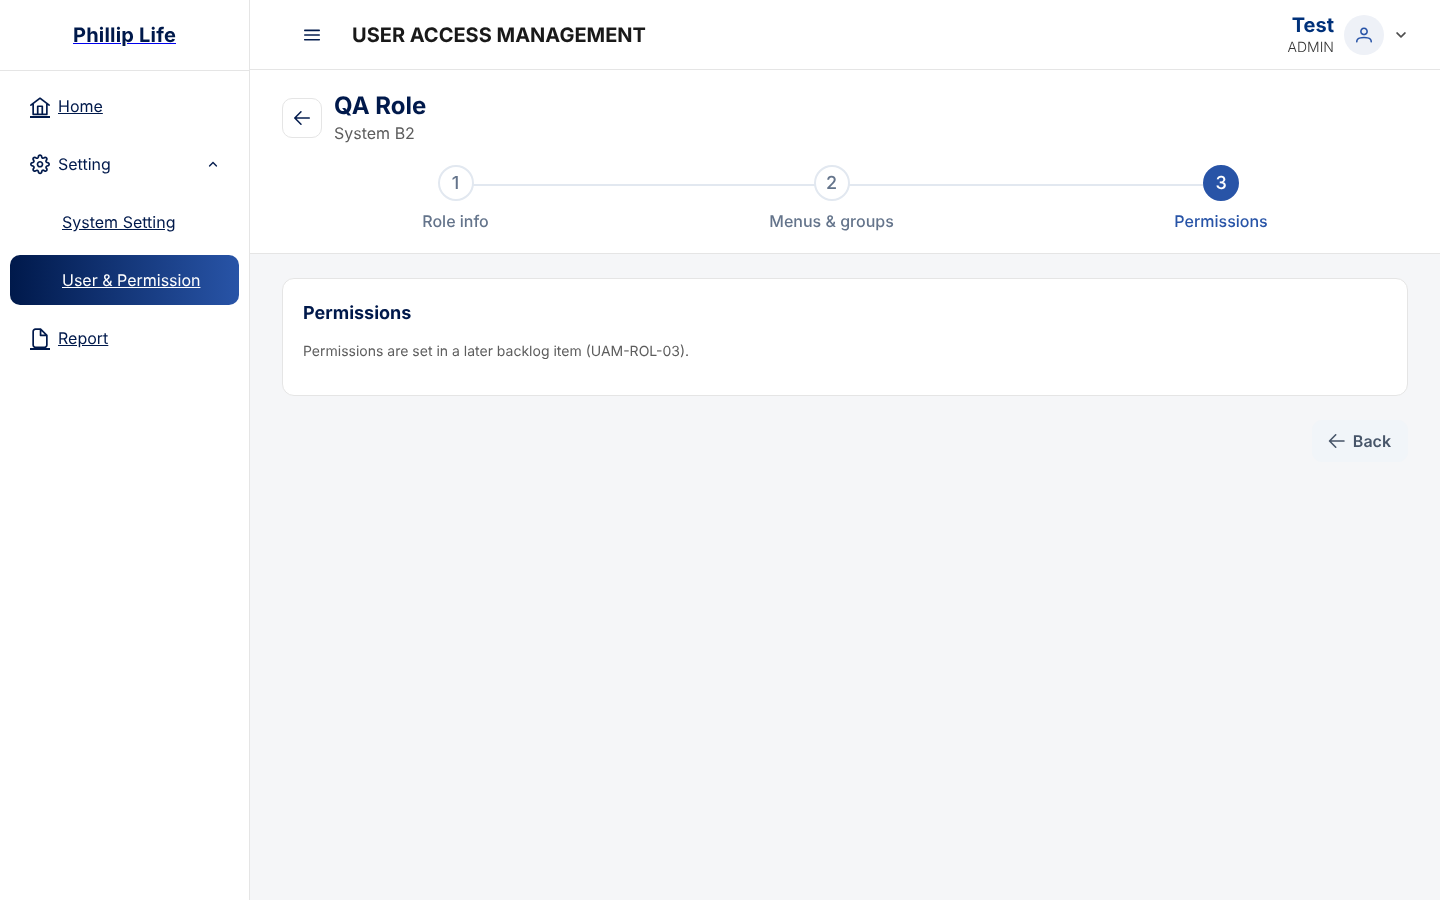 Phillip Life
USER ACCESS MANAGEMENT
Test
ADMIN
Home
Setting
System Setting
User & Permission
Report
QA Role
System B2
1
Role info
2
Menus & groups
3
Permissions
Permissions
Permissions are set in a later backlog item (UAM-ROL-03).
Back